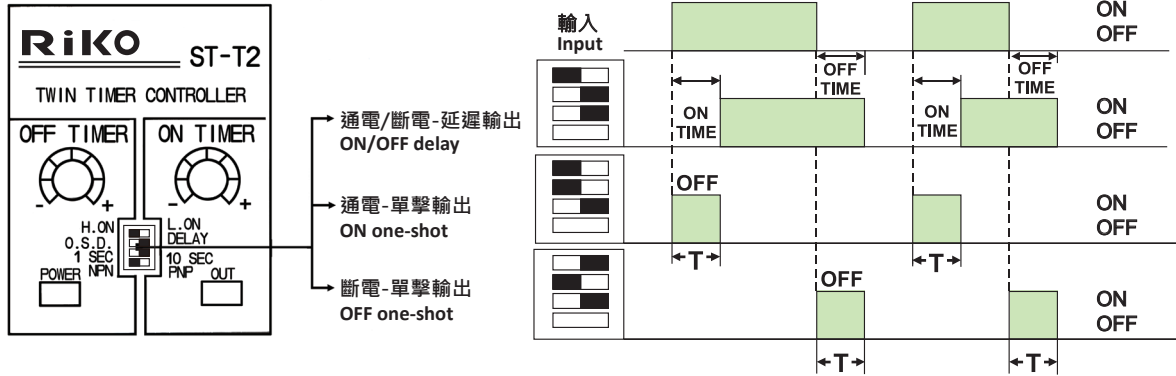 RiKO ST-T2
TWIN TIMER CONTROLLER
OFF TIMER ON TIMER
- + - +
H.ON L.ON
O.S.D. DELAY
1 SEC 10 SEC
POWER NPN PNP OUT
通電/斷電-延遲輸出
ON/OFF delay
通電-單擊輸出
ON one-shot
斷電-單擊輸出
OFF one-shot
輸入
Input
ON
OFF
ON TIME
OFF TIME
ON TIME
OFF TIME
ON
OFF
OFF
T
T
ON
OFF
OFF
T
T
ON
OFF